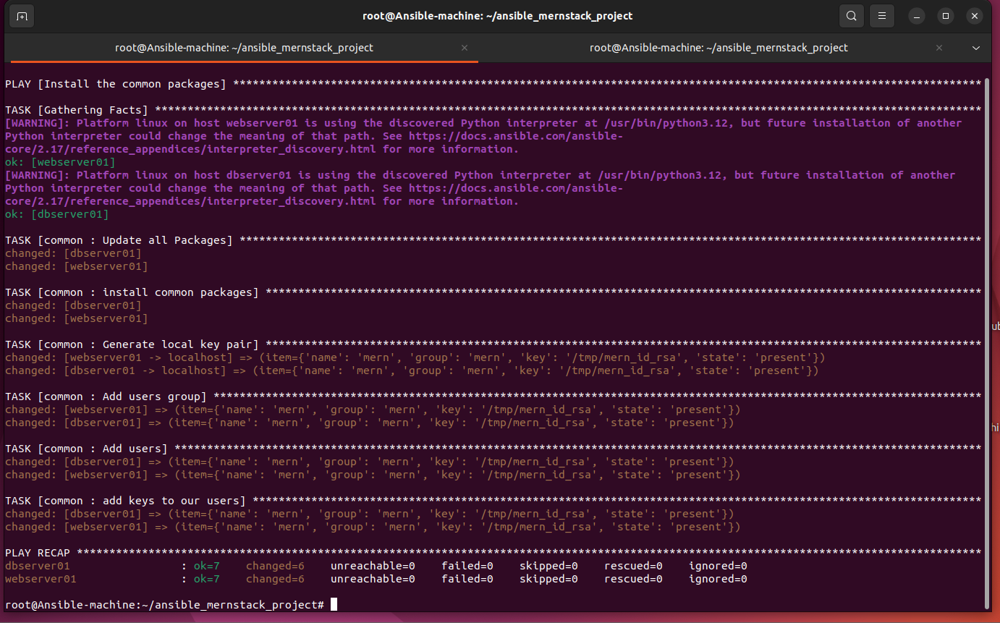 root@Ansible-machine: ~/ansible_mernstack_project
root@Ansible-machine: ~/ansible_mernstack_project
root@Ansible-machine: ~/ansible_mernstack_project
PLAY [Install the common packages] *******************************************************************************************************************
TASK [Gathering Facts] *******************************************************************************************************************************
[WARNING]: Platform linux on host webserver01 is using the discovered Python interpreter at /usr/bin/python3.12, but future installation of another
Python interpreter could change the meaning of that path. See https://docs.ansible.com/ansible-
core/2.17/reference_appendices/interpreter_discovery.html for more information.
ok: [webserver01]
[WARNING]: Platform linux on host dbserver01 is using the discovered Python interpreter at /usr/bin/python3.12, but future installation of another
Python interpreter could change the meaning of that path. See https://docs.ansible.com/ansible-
core/2.17/reference_appendices/interpreter_discovery.html for more information.
ok: [dbserver01]
TASK [common : Update all Packages] ******************************************************************************************************************
changed: [dbserver01]
changed: [webserver01]
TASK [common : install common packages] **************************************************************************************************************
changed: [dbserver01]
changed: [webserver01]
TASK [common : Generate local key pair] **************************************************************************************************************
changed: [webserver01 -> localhost] => (item={'name': 'mern', 'group': 'mern', 'key': '/tmp/mern_id_rsa', 'state': 'present'})
changed: [dbserver01 -> localhost] => (item={'name': 'mern', 'group': 'mern', 'key': '/tmp/mern_id_rsa', 'state': 'present'})
TASK [common : Add users group] **********************************************************************************************************************
changed: [webserver01] => (item={'name': 'mern', 'group': 'mern', 'key': '/tmp/mern_id_rsa', 'state': 'present'})
changed: [dbserver01] => (item={'name': 'mern', 'group': 'mern', 'key': '/tmp/mern_id_rsa', 'state': 'present'})
TASK [common : Add users] ****************************************************************************************************************************
changed: [dbserver01] => (item={'name': 'mern', 'group': 'mern', 'key': '/tmp/mern_id_rsa', 'state': 'present'})
changed: [webserver01] => (item={'name': 'mern', 'group': 'mern', 'key': '/tmp/mern_id_rsa', 'state': 'present'})
TASK [common : add keys to our users] ****************************************************************************************************************
changed: [dbserver01] => (item={'name': 'mern', 'group': 'mern', 'key': '/tmp/mern_id_rsa', 'state': 'present'})
changed: [webserver01] => (item={'name': 'mern', 'group': 'mern', 'key': '/tmp/mern_id_rsa', 'state': 'present'})
PLAY RECAP *******************************************************************************************************************************************
dbserver01                 : ok=7    changed=6    unreachable=0    failed=0    skipped=0    rescued=0    ignored=0
webserver01                : ok=7    changed=6    unreachable=0    failed=0    skipped=0    rescued=0    ignored=0
root@Ansible-machine:~/ansible_mernstack_project#